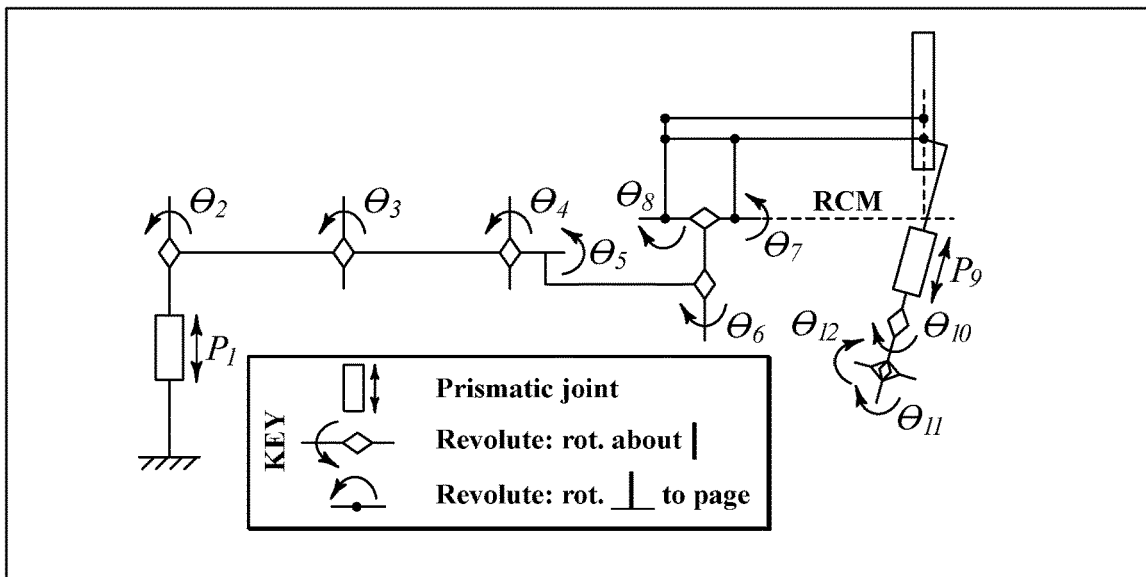 RCM
Θ2
Θ3
Θ4
Θ5
Θ8
Θ7
Θ6
P9
Θ12
Θ10
Θ11
P1
KEY
Prismatic joint
Revolute: rot. about |
Revolute: rot. ⊥ to page